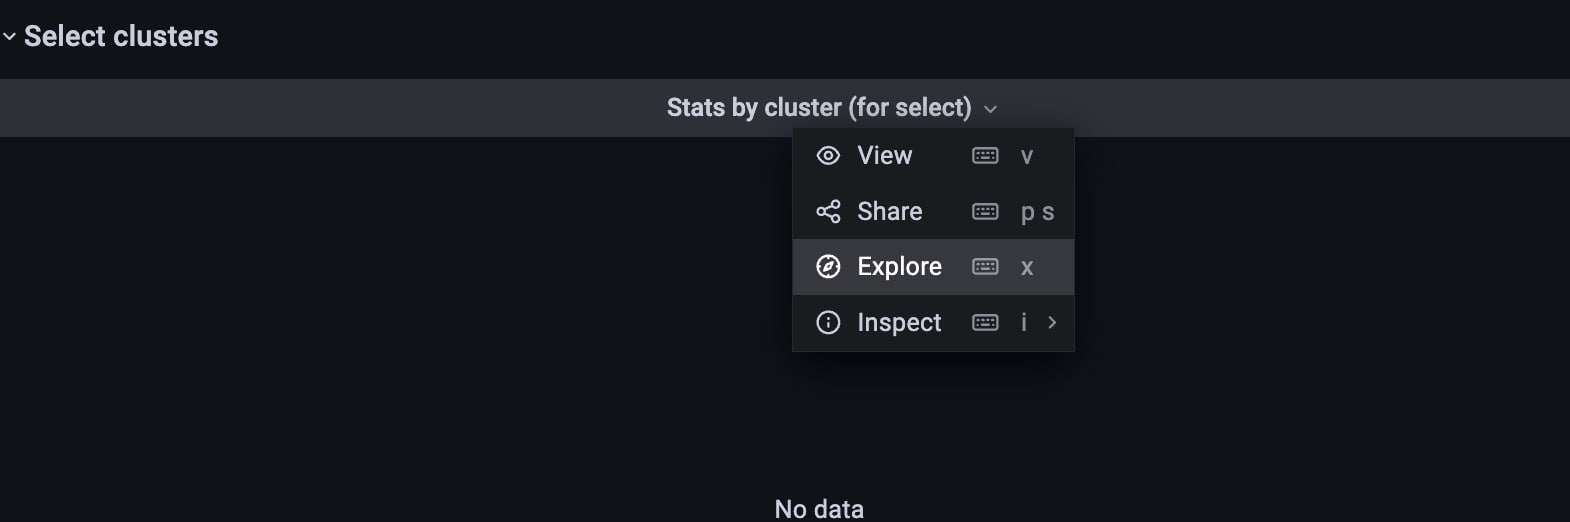 Select clusters
Stats by cluster (for select)
View v
Share p s
Explore x
Inspect i
No data